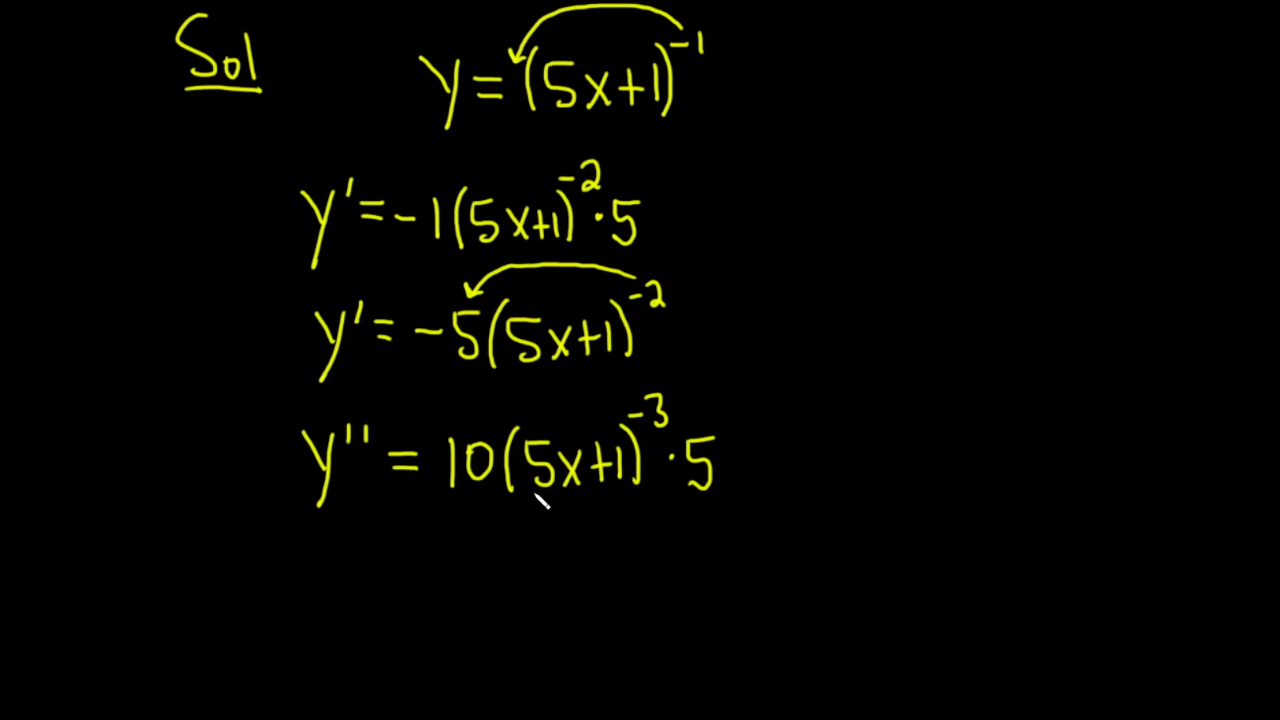 Sol
y = (5x+1)⁻¹
y' = -1(5x+1)⁻²·5
y' = -5(5x+1)⁻²
y'' = 10(5x+1)⁻³·5